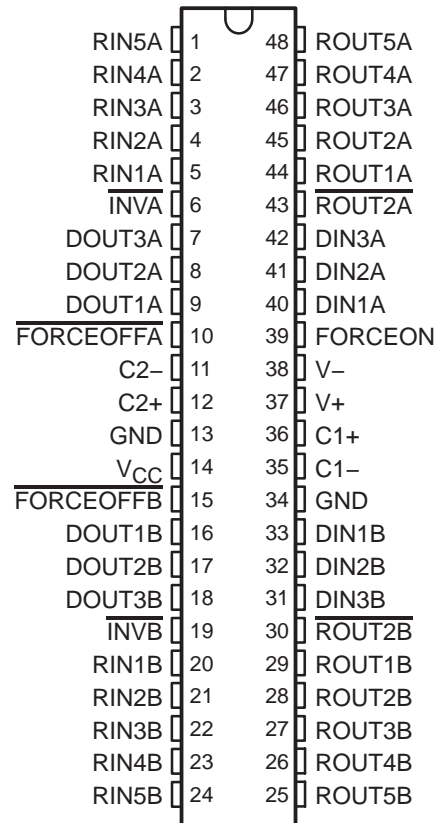 RIN5A 1 48 ROUT5A
RIN4A 2 47 ROUT4A
RIN3A 3 46 ROUT3A
RIN2A 4 45 ROUT2A
RIN1A 5 44 ROUT1A
INVA 6 43 ROUT2A
DOUT3A 7 42 DIN3A
DOUT2A 8 41 DIN2A
DOUT1A 9 40 DIN1A
FORCEOFFA 10 39 FORCEON
C2− 11 38 V−
C2+ 12 37 V+
GND 13 36 C1+
VCC 14 35 C1−
FORCEOFFB 15 34 GND
DOUT1B 16 33 DIN1B
DOUT2B 17 32 DIN2B
DOUT3B 18 31 DIN3B
INVB 19 30 ROUT2B
RIN1B 20 29 ROUT1B
RIN2B 21 28 ROUT2B
RIN3B 22 27 ROUT3B
RIN4B 23 26 ROUT4B
RIN5B 24 25 ROUT5B